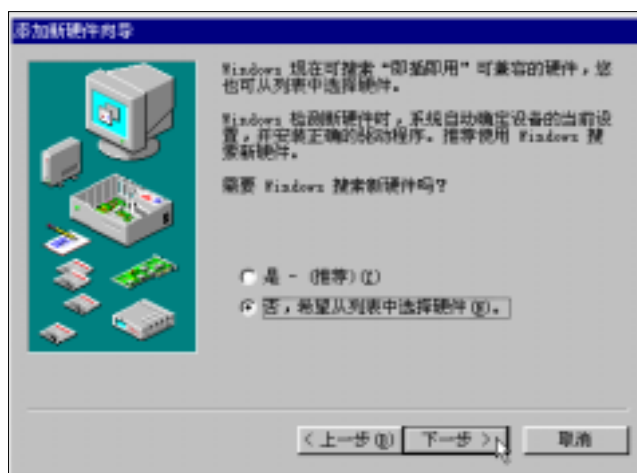 添加新硬件向导
Windows 现在可搜索“即插即用”可兼容的硬件，您
也可从列表中选择硬件。
Windows 检测新硬件时，系统自动确定设备的当前设
置，并安装正确的驱动程序。推荐使用 Windows 搜
索新硬件。
需要 Windows 搜索新硬件吗?
是 - (推荐)(Y)
否，希望从列表中选择硬件(N)。
< 上一步(B) 下一步 > 取消